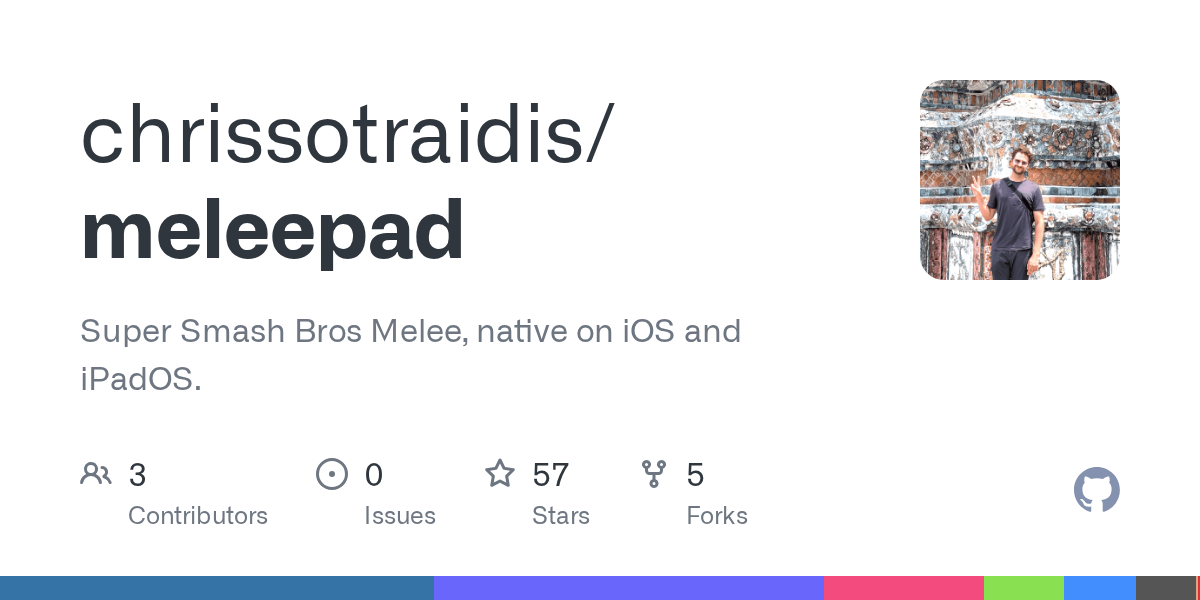 chrissotraidis/
meleepad
Super Smash Bros Melee, native on iOS and
iPadOS.
3
Contributors
0
Issues
57
Stars
5
Forks